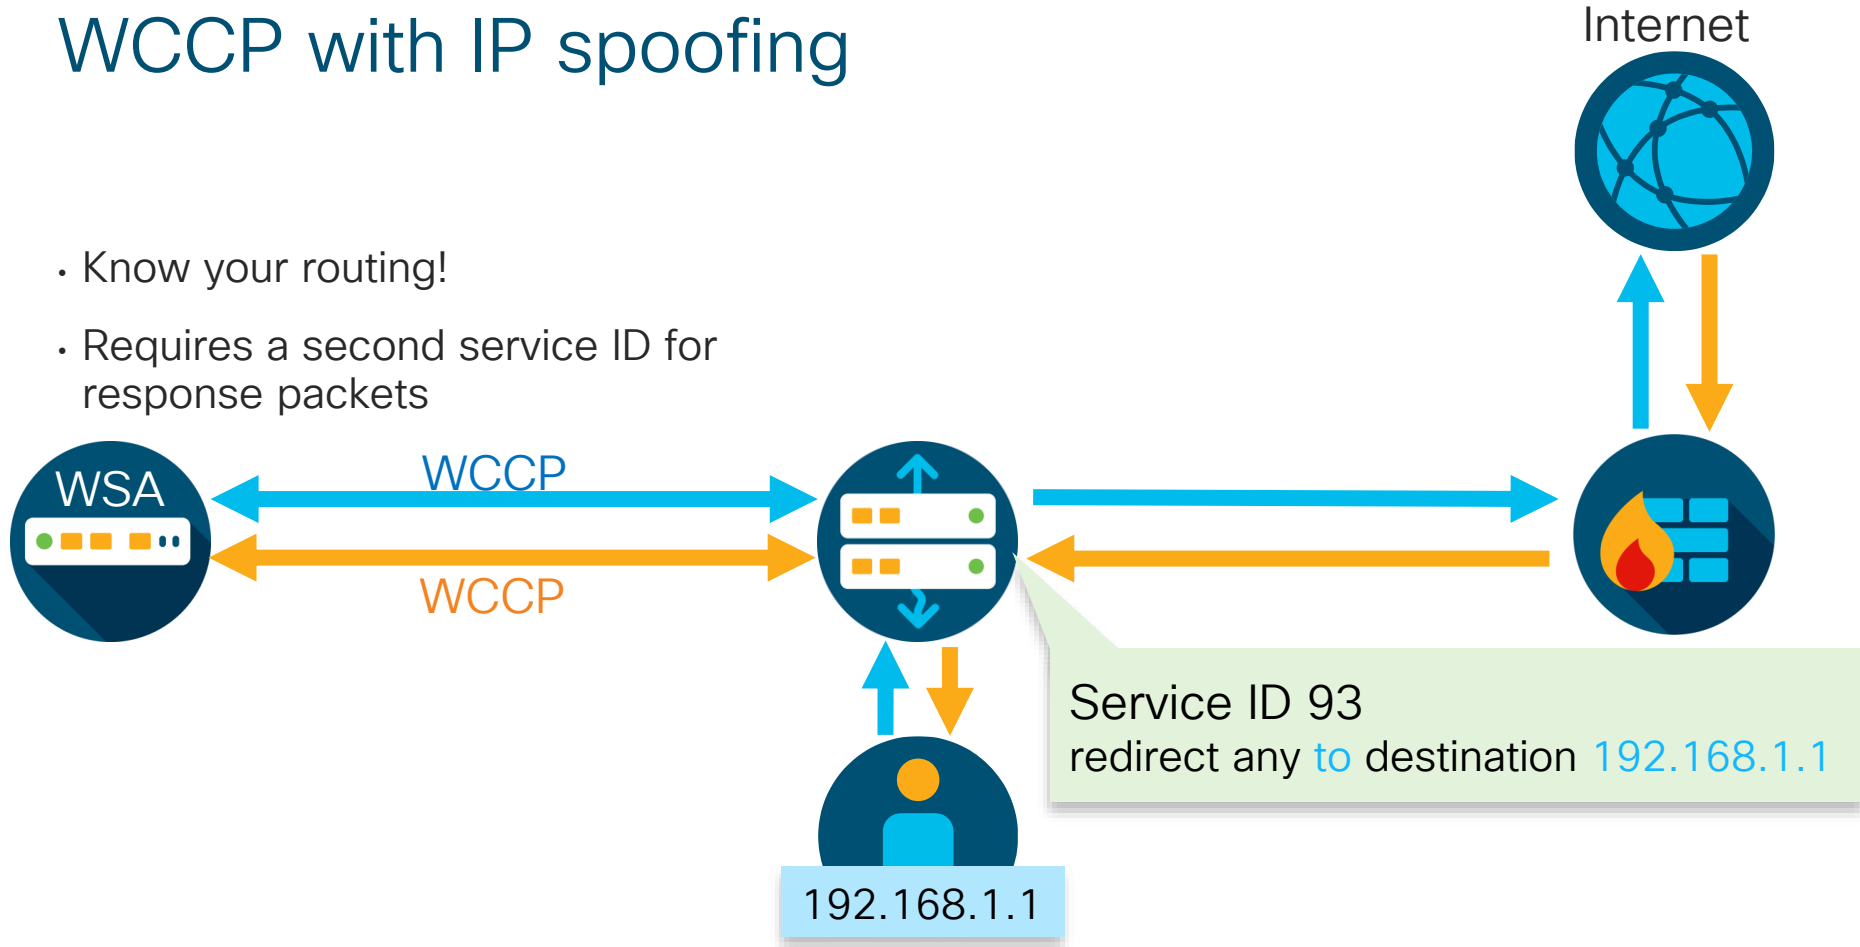 WCCP with IP spoofing
Internet
· Know your routing!
· Requires a second service ID for
response packets
WSA
WCCP
WCCP
Service ID 93
redirect any to destination 192.168.1.1
192.168.1.1